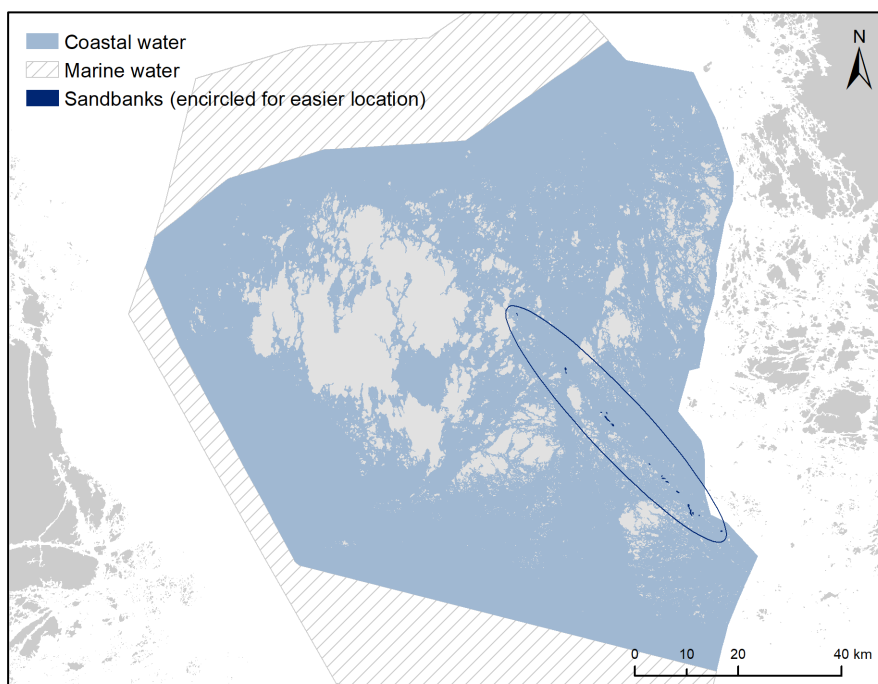 Coastal water
Marine water
Sandbanks (encircled for easier location)
N
0 10 20 40 km